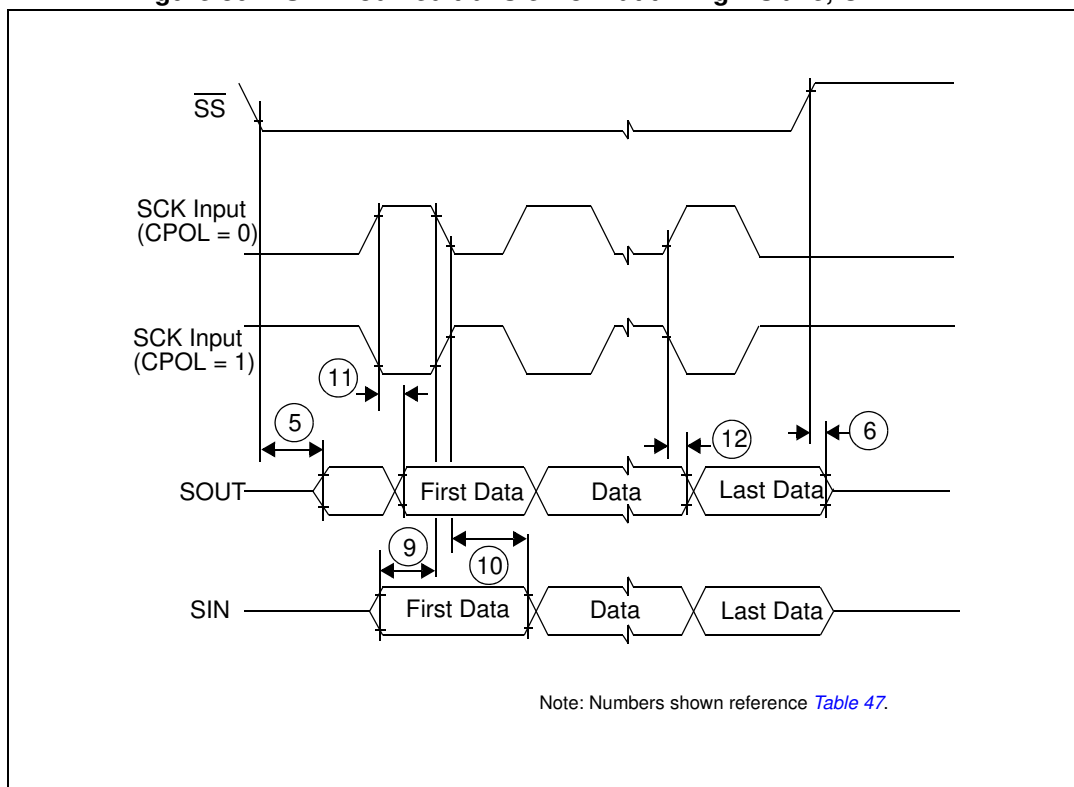 SS
SCK Input
(CPOL = 0)
SCK Input
(CPOL = 1)
11
5
12
6
SOUT
First Data
Data
Last Data
9
10
SIN
First Data
Data
Last Data
Note: Numbers shown reference Table 47.